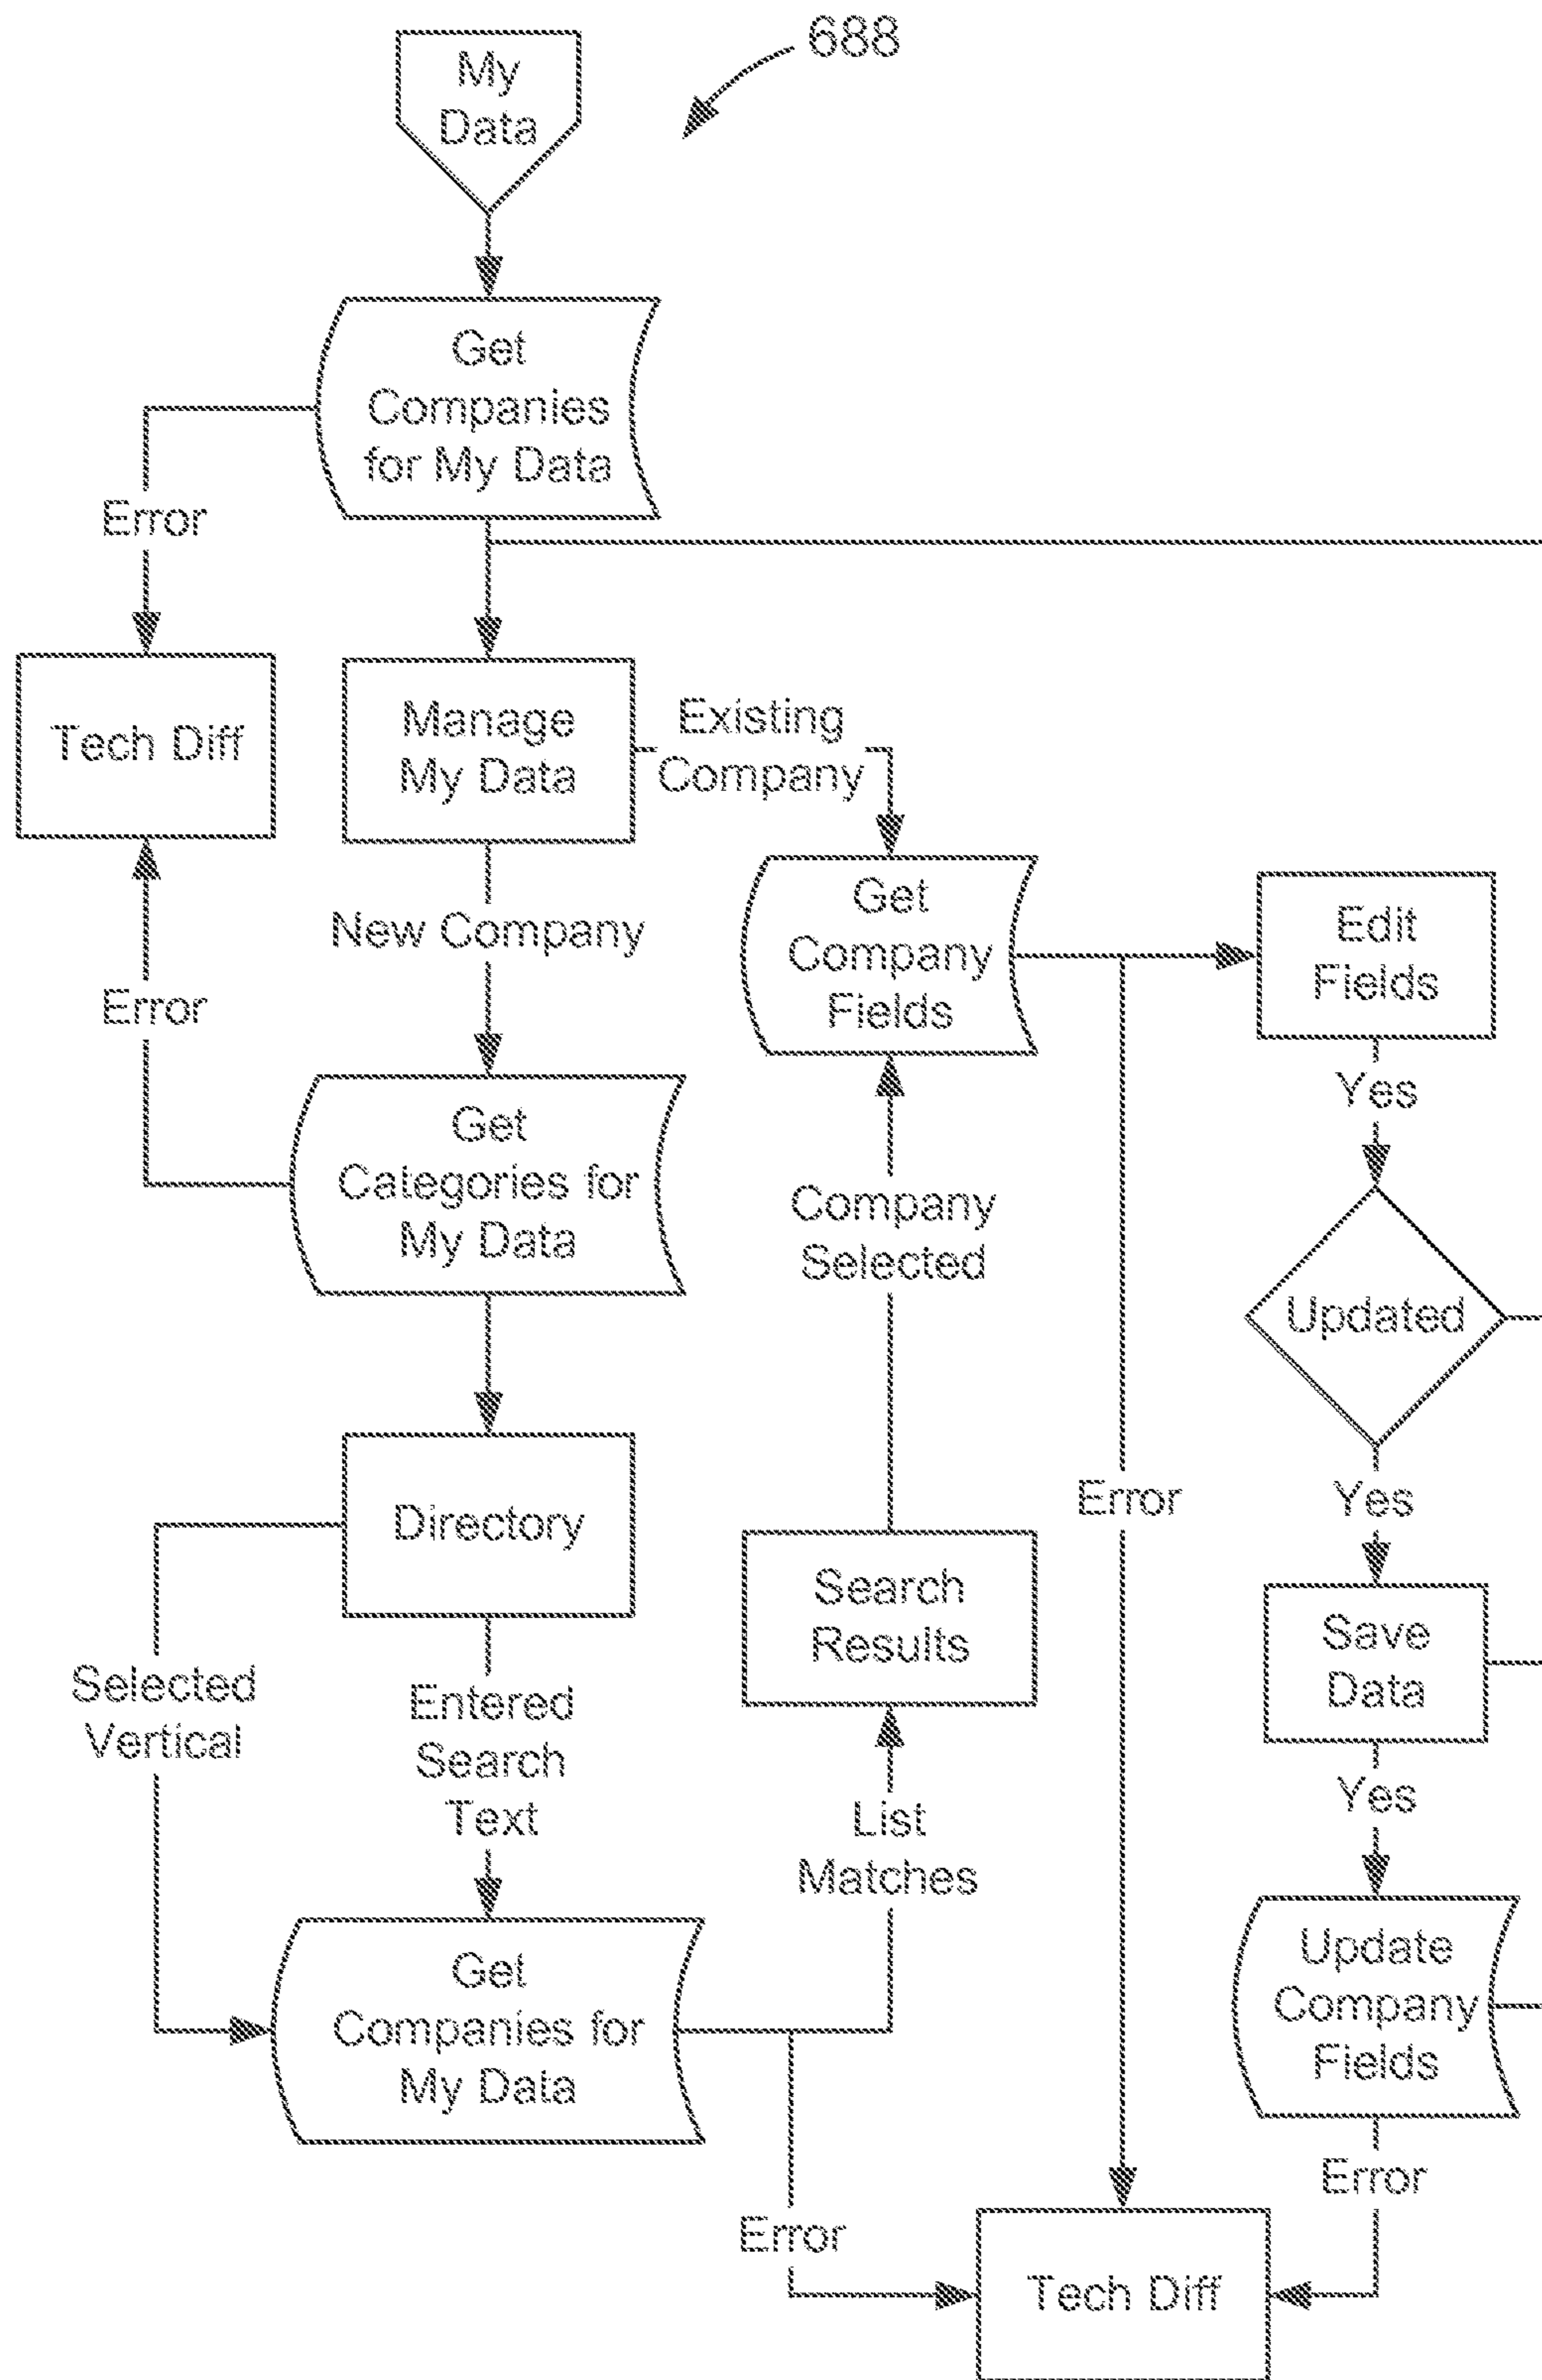 688
My
Data
Get
Companies
for My Data
Error
Tech Diff
Manage
My Data
Existing
Company
New Company
Error
Get
Company
Fields
Edit
Fields
Yes
Get
Categories for
My Data
Company
Selected
Updated
Directory
Error
Yes
Search
Results
Save
Data
Selected
Vertical
Entered
Search
Text
Yes
List
Matches
Get
Companies for
My Data
Update
Company
Fields
Error
Error
Tech Diff